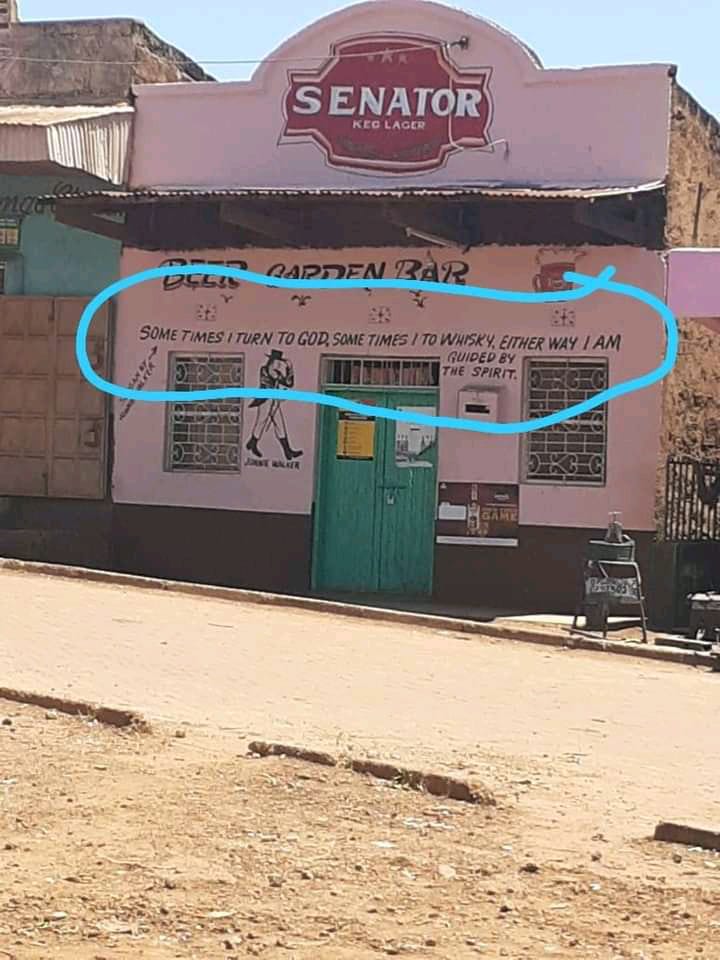 SENATOR
KEG LAGER
BEER GARDEN BAR
SOME TIMES I TURN TO GOD, SOME TIMES I TO WHISKY, EITHER WAY I AM
GUIDED BY
THE SPIRIT.
JONNIE WALKER
GAME